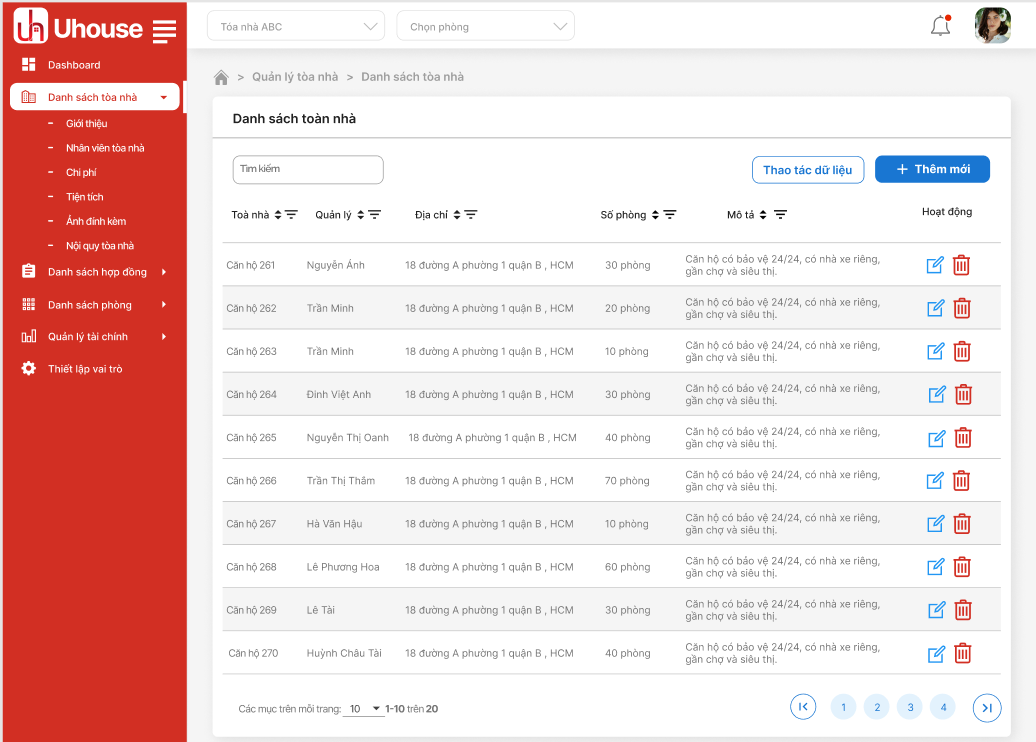 Uhouse
Tòa nhà ABC
Chọn phòng
Dashboard
Danh sách tòa nhà
- Giới thiệu
- Nhân viên tòa nhà
- Chi phí
- Tiện tích
- Ảnh đính kèm
- Nội quy tòa nhà
Danh sách hợp đồng
Danh sách phòng
Quản lý tài chính
Thiết lập vai trò
> Quản lý tòa nhà > Danh sách tòa nhà
Danh sách toàn nhà
Tìm kiếm
Thao tác dữ liệu
+ Thêm mới
Toà nhà Quản lý Địa chỉ Số phòng Mô tả Hoạt động
Căn hộ 261 Nguyễn Ánh 18 đường A phường 1 quận B , HCM 30 phòng Căn hộ có bảo vệ 24/24, có nhà xe riêng,
gần chợ và siêu thị.
Căn hộ 262 Trần Minh 18 đường A phường 1 quận B , HCM 20 phòng Căn hộ có bảo vệ 24/24, có nhà xe riêng,
gần chợ và siêu thị.
Căn hộ 263 Trần Minh 18 đường A phường 1 quận B , HCM 10 phòng Căn hộ có bảo vệ 24/24, có nhà xe riêng,
gần chợ và siêu thị.
Căn hộ 264 Đinh Việt Anh 18 đường A phường 1 quận B , HCM 30 phòng Căn hộ có bảo vệ 24/24, có nhà xe riêng,
gần chợ và siêu thị.
Căn hộ 265 Nguyễn Thị Oanh 18 đường A phường 1 quận B , HCM 40 phòng Căn hộ có bảo vệ 24/24, có nhà xe riêng,
gần chợ và siêu thị.
Căn hộ 266 Trần Thị Thâm 18 đường A phường 1 quận B , HCM 70 phòng Căn hộ có bảo vệ 24/24, có nhà xe riêng,
gần chợ và siêu thị.
Căn hộ 267 Hà Văn Hậu 18 đường A phường 1 quận B , HCM 10 phòng Căn hộ có bảo vệ 24/24, có nhà xe riêng,
gần chợ và siêu thị.
Căn hộ 268 Lê Phương Hoa 18 đường A phường 1 quận B , HCM 60 phòng Căn hộ có bảo vệ 24/24, có nhà xe riêng,
gần chợ và siêu thị.
Căn hộ 269 Lê Tài 18 đường A phường 1 quận B , HCM 30 phòng Căn hộ có bảo vệ 24/24, có nhà xe riêng,
gần chợ và siêu thị.
Căn hộ 270 Huỳnh Châu Tài 18 đường A phường 1 quận B , HCM 40 phòng Căn hộ có bảo vệ 24/24, có nhà xe riêng,
gần chợ và siêu thị.
Các mục trên mỗi trang: 10 1-10 trên 20
1 2 3 4